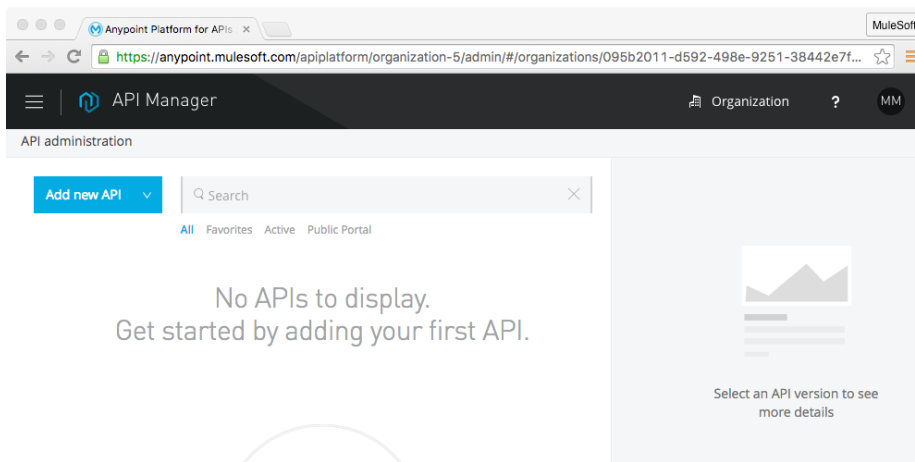 Anypoint Platform for APIs
MuleSoft
https://anypoint.mulesoft.com/apiplatform/organization-5/admin/#/organizations/095b2011-d592-498e-9251-38442e7f...
API Manager
Organization
?
MM
API administration
Add new API
Search
All Favorites Active Public Portal
No APIs to display.
Get started by adding your first API.
Select an API version to see
more details